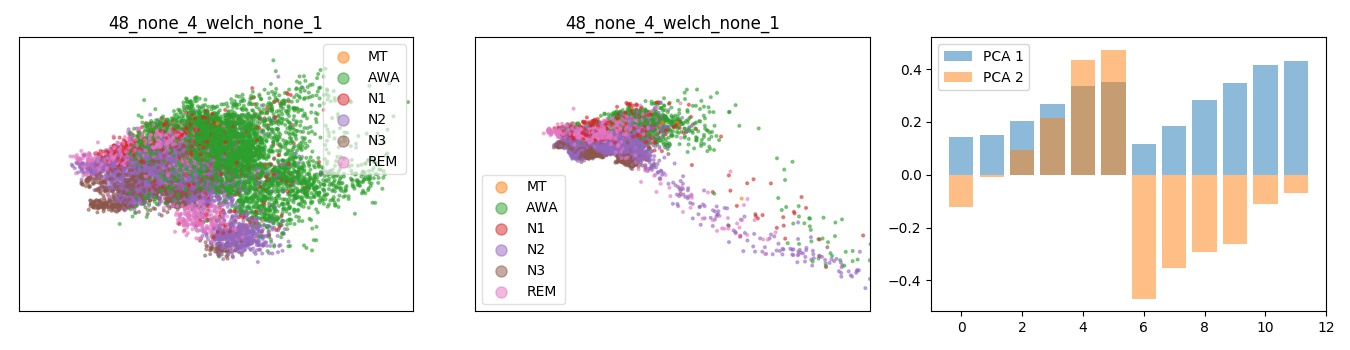 48_none_4_welch_none_1
MT
AWA
N1
N2
N3
REM
48_none_4_welch_none_1
MT
AWA
N1
N2
N3
REM
PCA 1
PCA 2
0.4
0.2
0.0
−0.2
−0.4
0 2 4 6 8 10 12